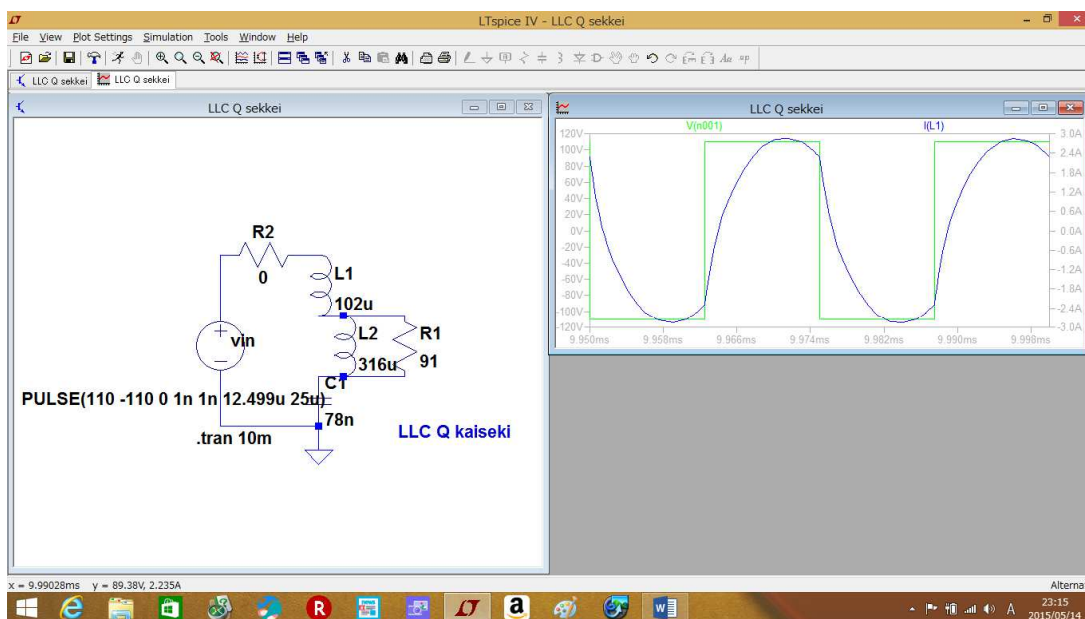 LTspice IV - LLC Q sekkei
File View Plot Settings Simulation Tools Window Help
LLC Q sekkei LLC Q sekkei
LLC Q sekkei
R2
0
L1
102u
vin
L2
316u
R1
91
PULSE(110 -110 0 1n 1n 12.499u 25u)
C1
78n
.tran 10m
LLC Q kaiseki
LLC Q sekkei
V(n001) I(L1)
120V 3.0A
100V 2.4A
80V
60V 1.8A
40V 1.2A
20V 0.6A
0V 0.0A
-20V -0.6A
-40V -1.2A
-60V -1.8A
-80V
-100V -2.4A
-120V -3.0A
9.950ms 9.958ms 9.966ms 9.974ms 9.982ms 9.990ms 9.998ms
x = 9.99028ms y = 89.38V, 2.235A Alterna
A 23:15
2015/05/14